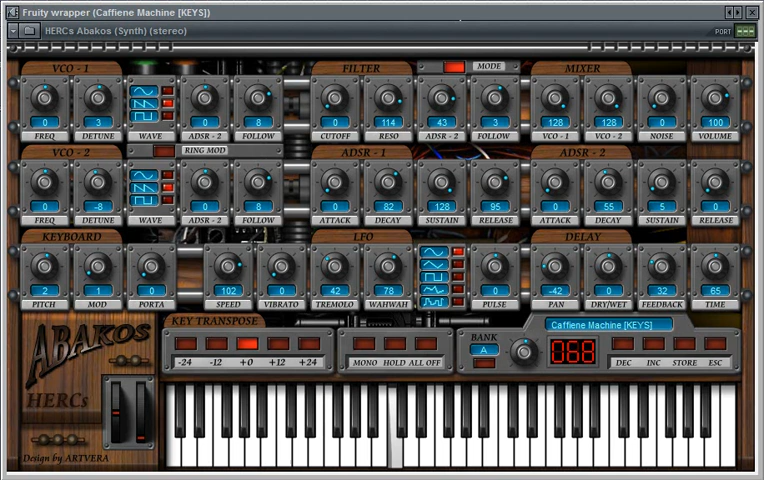 Fruity wrapper (Caffiene Machine [KEYS])
HERCs Abakos (Synth) (stereo)
PORT ---
VCO - 1 FILTER MODE MIXER
0 3 0 8 0 114 43 3 128 128 0 100
FREQ DETUNE WAVE ADSR - 2 FOLLOW CUTOFF RESO ADSR - 2 FOLLOW VCO - 1 VCO - 2 NOISE VOLUME
VCO - 2 RING MOD ADSR - 1 ADSR - 2
0 -8 0 8 0 82 128 95 0 55 5 0
FREQ DETUNE WAVE ADSR - 2 FOLLOW ATTACK DECAY SUSTAIN RELEASE ATTACK DECAY SUSTAIN RELEASE
KEYBOARD LFO DELAY
2 1 0 102 0 42 78 0 -42 0 32 65
PITCH MOD PORTA SPEED VIBRATO TREMOLO WAHWAH PULSE PAN DRY/WET FEEDBACK TIME
ABAKOS
HERCs
KEY TRANSPOSE
-24 -12 +0 +12 +24
MONO HOLD ALL OFF
BANK
A
Caffiene Machine [KEYS]
068
DEC INC STORE ESC
Design by ARTVERA